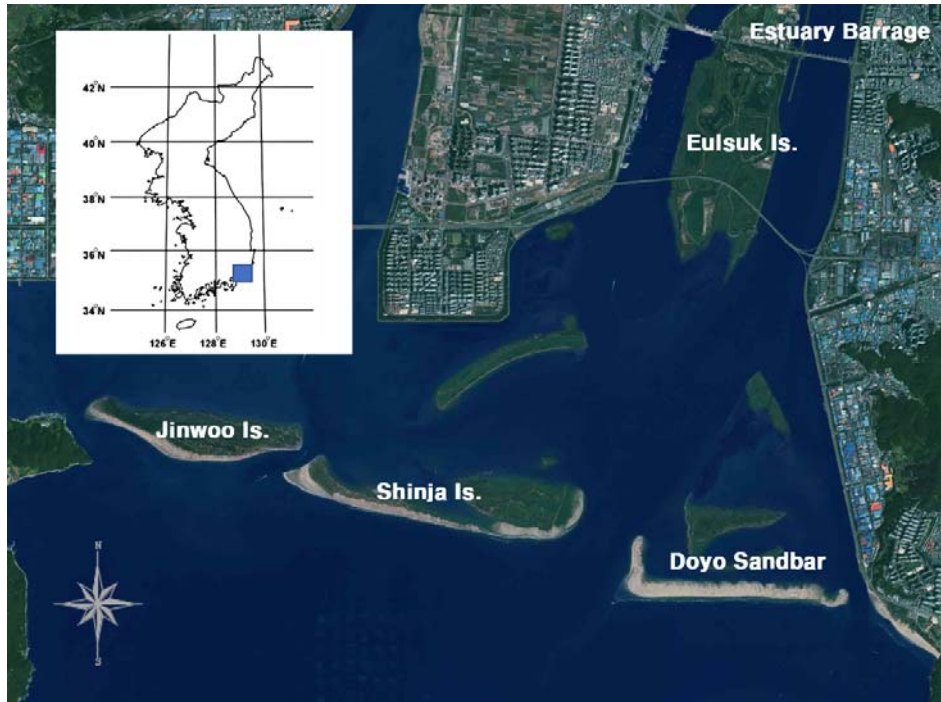 Estuary Barrage
42°N
40°N
38°N
36°N
34°N
126°E
128°E
130°E
Eulsuk Is.
Jinwoo Is.
Shinja Is.
Doyo Sandbar
N
S